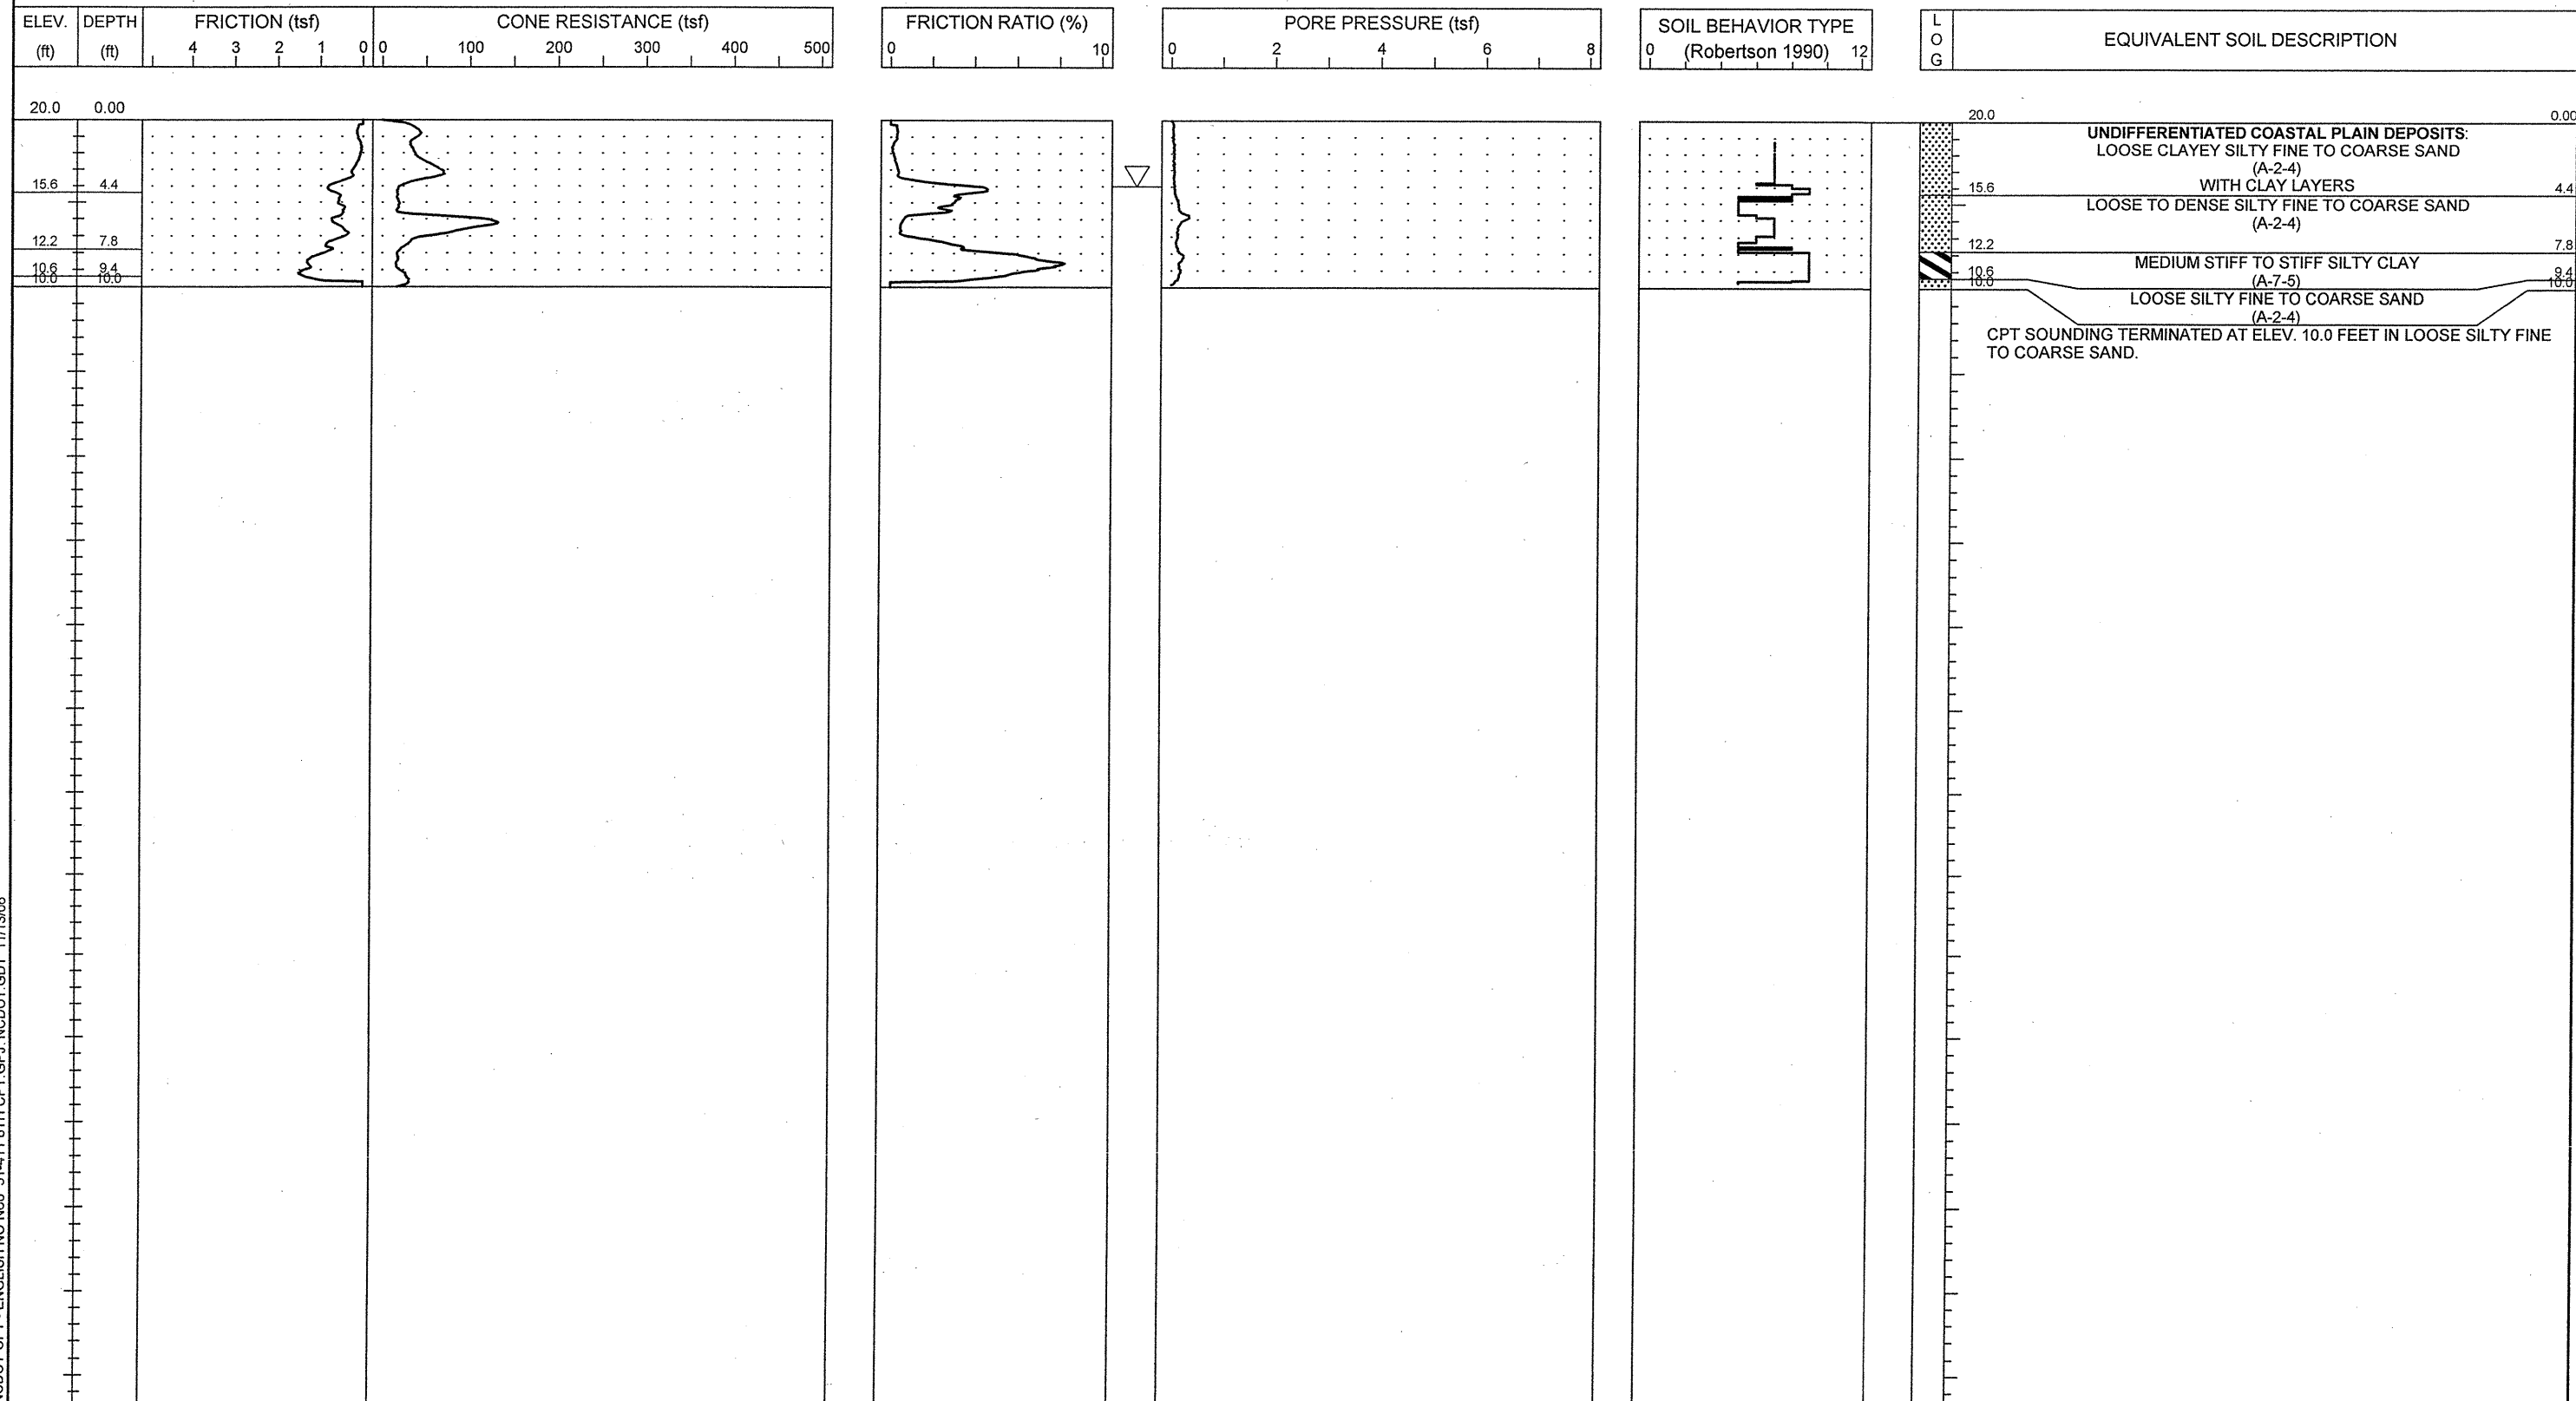 ELEV. DEPTH FRICTION (tsf) CONE RESISTANCE (tsf) FRICTION RATIO (%) PORE PRESSURE (tsf) SOIL BEHAVIOR TYPE LOG EQUIVALENT SOIL DESCRIPTION
(ft) (ft) 4 3 2 1 0 0 100 200 300 400 500 0 10 0 2 4 6 8 0 (Robertson 1990) 12
20.0 0.00 20.0 0.00
UNDIFFERENTIATED COASTAL PLAIN DEPOSITS:
LOOSE CLAYEY SILTY FINE TO COARSE SAND
(A-2-4)
15.6 4.4 15.6 WITH CLAY LAYERS 4.4
LOOSE TO DENSE SILTY FINE TO COARSE SAND
(A-2-4)
12.2 7.8 12.2 7.8
MEDIUM STIFF TO STIFF SILTY CLAY
10.6 9.4 10.6 9.4
10.0 10.0 10.0 (A-7-5) 10.0
LOOSE SILTY FINE TO COARSE SAND
(A-2-4)
CPT SOUNDING TERMINATED AT ELEV. 10.0 FEET IN LOOSE SILTY FINE
TO COARSE SAND.